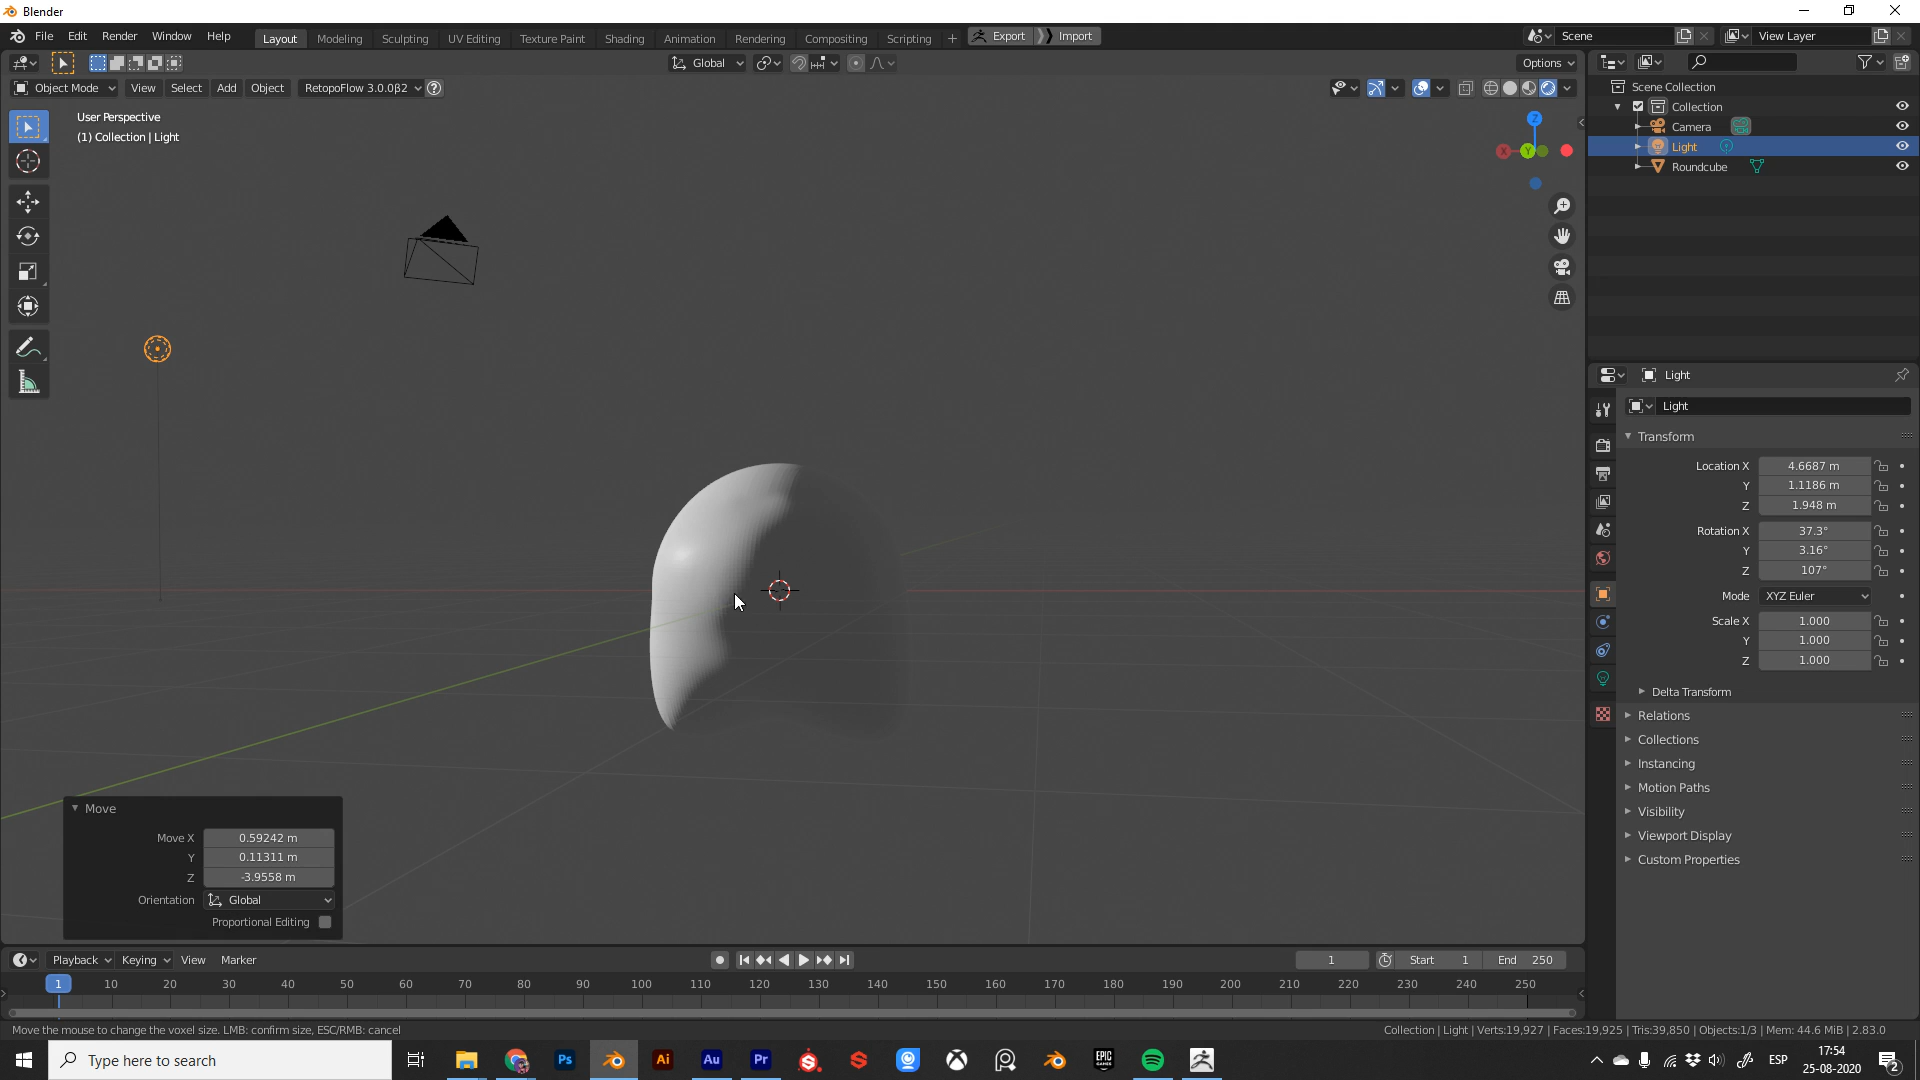 Blender
File Edit Render Window Help
Layout Modeling Sculpting UV Editing Texture Paint Shading Animation Rendering Compositing Scripting +
Export Import
Scene
View Layer
Global
Options
Object Mode View Select Add Object RetopoFlow 3.0.0β2 ?
User Perspective
(1) Collection | Light
Z
X Y
Scene Collection
Collection
Camera
Light
Roundcube
Light
Light
Transform
Location X 4.6687 m
Y 1.1186 m
Z 1.948 m
Rotation X 37.3°
Y 3.16°
Z 107°
Mode XYZ Euler
Scale X 1.000
Y 1.000
Z 1.000
Delta Transform
Relations
Collections
Instancing
Motion Paths
Visibility
Viewport Display
Custom Properties
Move
Move X 0.59242 m
Y 0.11311 m
Z -3.9558 m
Orientation Global
Proportional Editing
Playback Keying View Marker
1 Start 1 End 250
1 10 20 30 40 50 60 70 80 90 100 110 120 130 140 150 160 170 180 190 200 210 220 230 240 250
Move the mouse to change the voxel size. LMB: confirm size, ESC/RMB: cancel
Collection | Light | Verts:19,927 | Faces:19,925 | Tris:39,850 | Objects:1/3 | Mem: 44.6 MiB | 2.83.0
Type here to search
Ps Ai Au Pr EPIC GAMES
ESP
17:54
25-08-2020
2